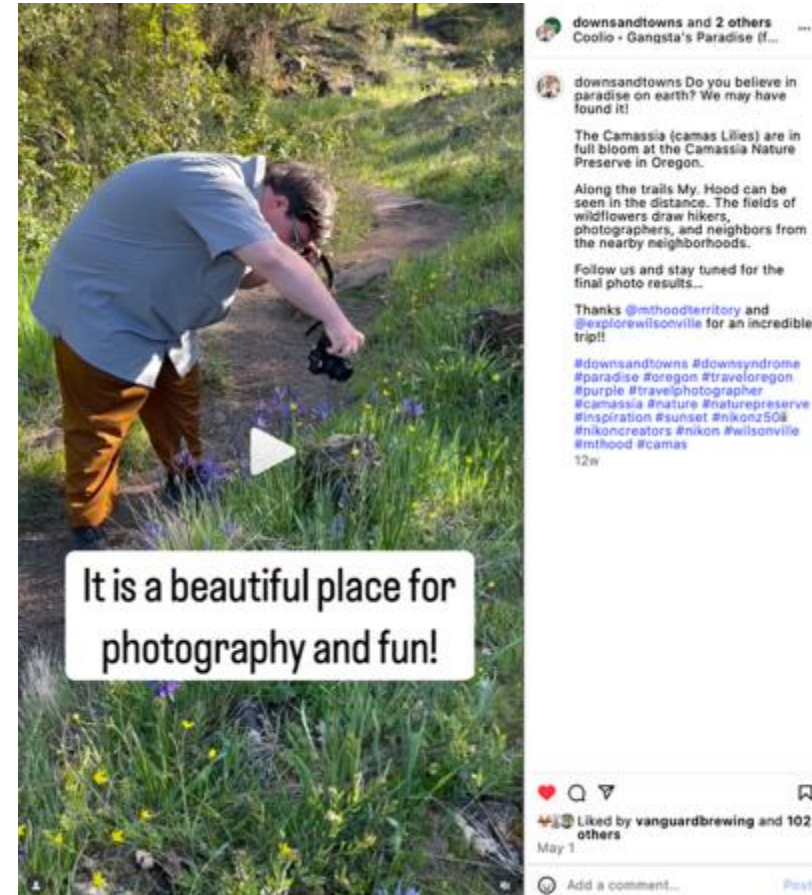 downsandtowns and 2 others
Coolio • Gangsta's Paradise (f...
downsandtowns Do you believe in
paradise on earth? We may have
found it!
The Camassia (camas Lilies) are in
full bloom at the Camassia Nature
Preserve in Oregon.
Along the trails My. Hood can be
seen in the distance. The fields of
wildflowers draw hikers,
photographers, and neighbors from
the nearby neighborhoods.
Follow us and stay tuned for the
final photo results...
Thanks @mthoodterritory and
@explorewilsonville for an incredible
trip!!
#downsandtowns #downsyndrome
#paradise #oregon #traveloregon
#purple #travelphotographer
#camassia #nature #naturepreserve
#inspiration #sunset #nikonz50
#nikoncreators #nikon #wilsonville
#mthood #camas
12w
It is a beautiful place for
photography and fun!
Liked by vanguardbrewing and 102
others
May 1
Add a comment...
Post